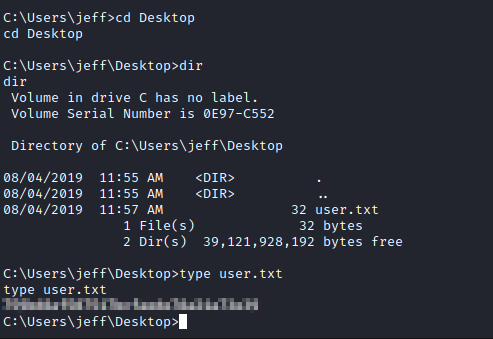 C:\Users\jeff>cd Desktop
cd Desktop
C:\Users\jeff\Desktop>dir
dir
 Volume in drive C has no label.
 Volume Serial Number is 0E97-C552
 Directory of C:\Users\jeff\Desktop
08/04/2019  11:55 AM    <DIR>          .
08/04/2019  11:55 AM    <DIR>          ..
08/04/2019  11:57 AM                32 user.txt
               1 File(s)             32 bytes
               2 Dir(s)  39,121,928,192 bytes free
C:\Users\jeff\Desktop>type user.txt
type user.txt
C:\Users\jeff\Desktop>